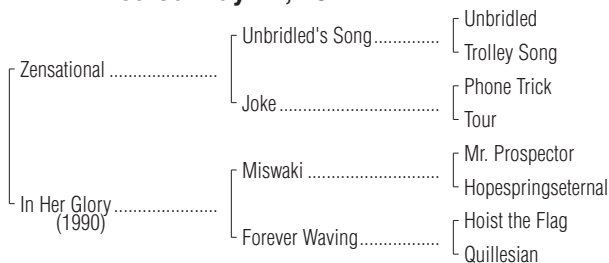 Unbridled
Unbridled's Song.............
Trolley Song
Zensational ......................
Phone Trick
Joke ................................
Tour
Mr. Prospector
Miswaki ..........................
Hopespringseternal
In Her Glory.....................
(1990)
Hoist the Flag
Forever Waving................
Quillesian